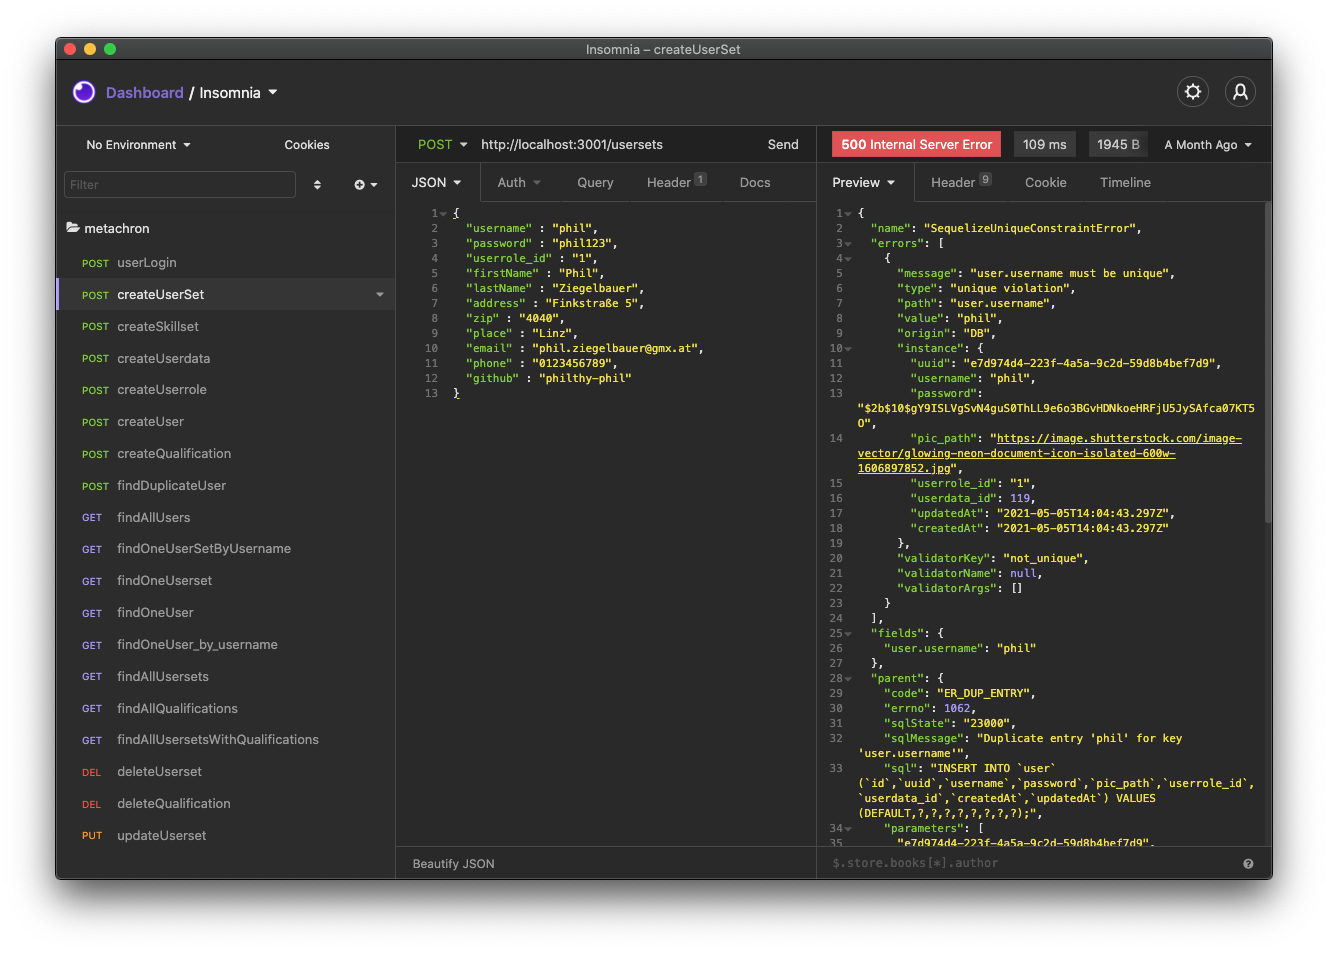 Insomnia – createUserSet
Dashboard / Insomnia
No Environment
Cookies
Filter
metachron
POST userLogin
POST createUserSet
POST createSkillset
POST createUserdata
POST createUserrole
POST createUser
POST createQualification
POST findDuplicateUser
GET findAllUsers
GET findOneUserSetByUsername
GET findOneUserset
GET findOneUser
GET findOneUser_by_username
GET findAllUsersets
GET findAllQualifications
GET findAllUsersetsWithQualifications
DEL deleteUserset
DEL deleteQualification
PUT updateUserset
POST http://localhost:3001/usersets Send
JSON Auth Query Header 1 Docs
1 {
2 "username" : "phil",
3 "password" : "phil123",
4 "userrole_id" : "1",
5 "firstName" : "Phil",
6 "lastName" : "Ziegelbauer",
7 "address" : "Finkstraße 5",
8 "zip" : "4040",
9 "place" : "Linz",
10 "email" : "phil.ziegelbauer@gmx.at",
11 "phone" : "0123456789",
12 "github" : "philthy-phil"
13 }
Beautify JSON
500 Internal Server Error 109 ms 1945 B A Month Ago
Preview Header 9 Cookie Timeline
1 {
2 "name": "SequelizeUniqueConstraintError",
3 "errors": [
4 {
5 "message": "user.username must be unique",
6 "type": "unique violation",
7 "path": "user.username",
8 "value": "phil",
9 "origin": "DB",
10 "instance": {
11 "uuid": "e7d974d4-223f-4a5a-9c2d-59d8b4bef7d9",
12 "username": "phil",
13 "password":
"$2b$10$gY9ISLVgSvN4guS0ThLL9e6o3BGvHDNkoeHRFjU5JySAfca07KT5
O",
14 "pic_path": "https://image.shutterstock.com/image-
vector/glowing-neon-document-icon-isolated-600w-
1606897852.jpg",
15 "userrole_id": "1",
16 "userdata_id": 119,
17 "updatedAt": "2021-05-05T14:04:43.297Z",
18 "createdAt": "2021-05-05T14:04:43.297Z"
19 },
20 "validatorKey": "not_unique",
21 "validatorName": null,
22 "validatorArgs": []
23 }
24 ],
25 "fields": {
26 "user.username": "phil"
27 },
28 "parent": {
29 "code": "ER_DUP_ENTRY",
30 "errno": 1062,
31 "sqlState": "23000",
32 "sqlMessage": "Duplicate entry 'phil' for key
'user.username'",
33 "sql": "INSERT INTO `user`
(`id`,`uuid`,`username`,`password`,`pic_path`,`userrole_id`,
`userdata_id`,`createdAt`,`updatedAt`) VALUES
(DEFAULT,?,?,?,?,?,?,?,?);",
34 "parameters": [
35 "e7d974d4-223f-4a5a-9c2d-59d8b4bef7d9",
$.store.books[*].author